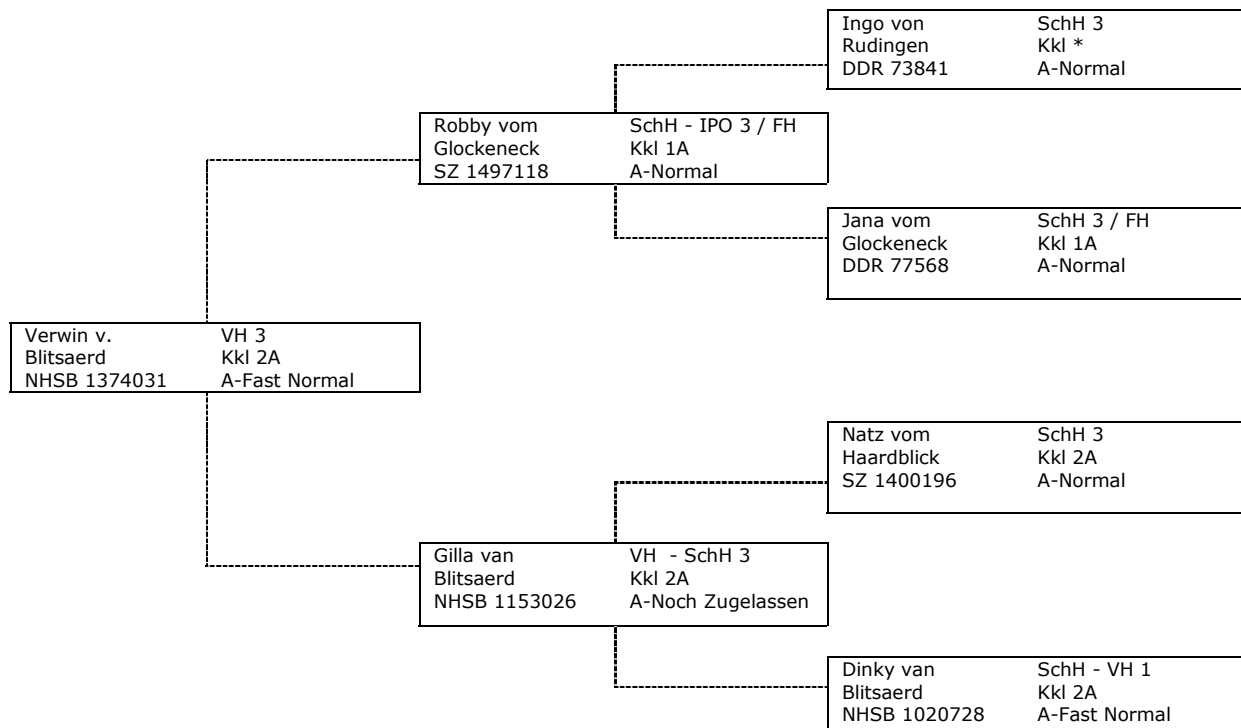 Ingo von SchH 3
Rudingen Kkl *
DDR 73841 A-Normal
Robby vom SchH - IPO 3 / FH
Glockeneck Kkl 1A
SZ 1497118 A-Normal
Jana vom SchH 3 / FH
Glockeneck Kkl 1A
DDR 77568 A-Normal
Verwin v. VH 3
Blitsaerd Kkl 2A
NHSB 1374031 A-Fast Normal
Natz vom SchH 3
Haardblick Kkl 2A
SZ 1400196 A-Normal
Gilla van VH - SchH 3
Blitsaerd Kkl 2A
NHSB 1153026 A-Noch Zugelassen
Dinky van SchH - VH 1
Blitsaerd Kkl 2A
NHSB 1020728 A-Fast Normal